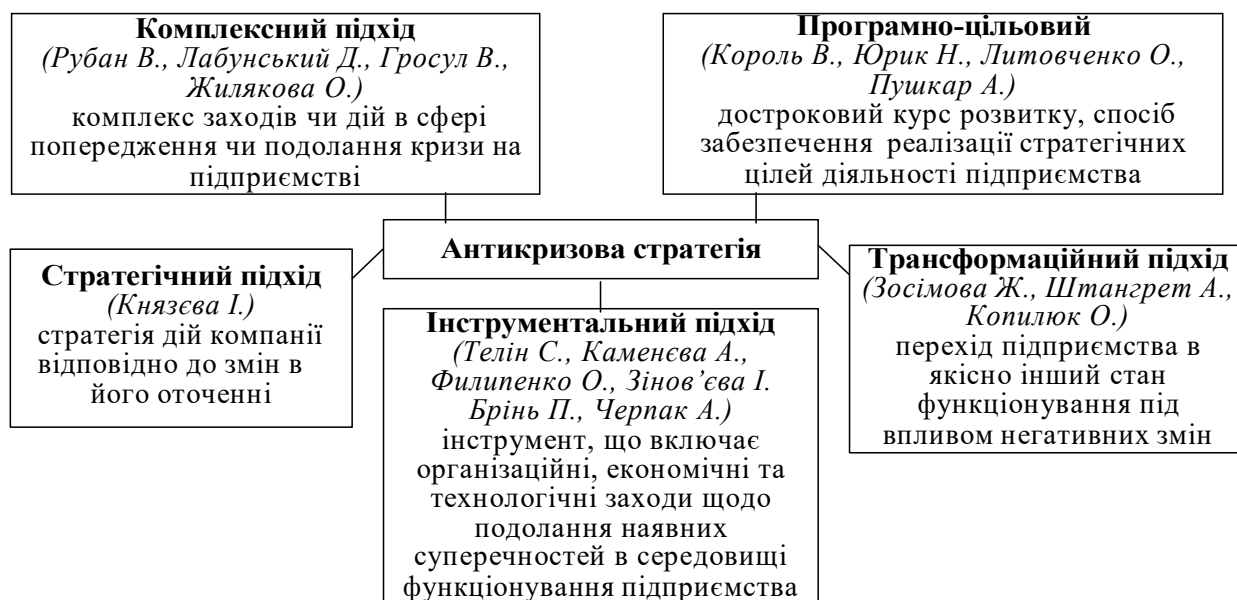 Комплексний підхід
(Рубан В., Лабунський Д., Гросул В.,
Жилякова О.)
комплекс заходів чи дій в сфері
попередження чи подолання кризи на
підприємстві
Програмно-цільовий
(Король В., Юрик Н., Литовченко О.,
Пушкар А.)
достроковий курс розвитку, спосіб
забезпечення реалізації стратегічних
цілей діяльності підприємства
Антикризова стратегія
Стратегічний підхід
(Князєва І.)
стратегія дій компанії
відповідно до змін в
його оточенні
Інструментальний підхід
(Телін С., Каменєва А.,
Филипенко О., Зінов’єва І.
Брінь П., Черпак А.)
інструмент, що включає
організаційні, економічні та
технологічні заходи щодо
подолання наявних
суперечностей в середовищі
функціонування підприємства
Трансформаційний підхід
(Зосімова Ж., Штангрет А.,
Копилюк О.)
перехід підприємства в
якісно інший стан
функціонування під
впливом негативних змін